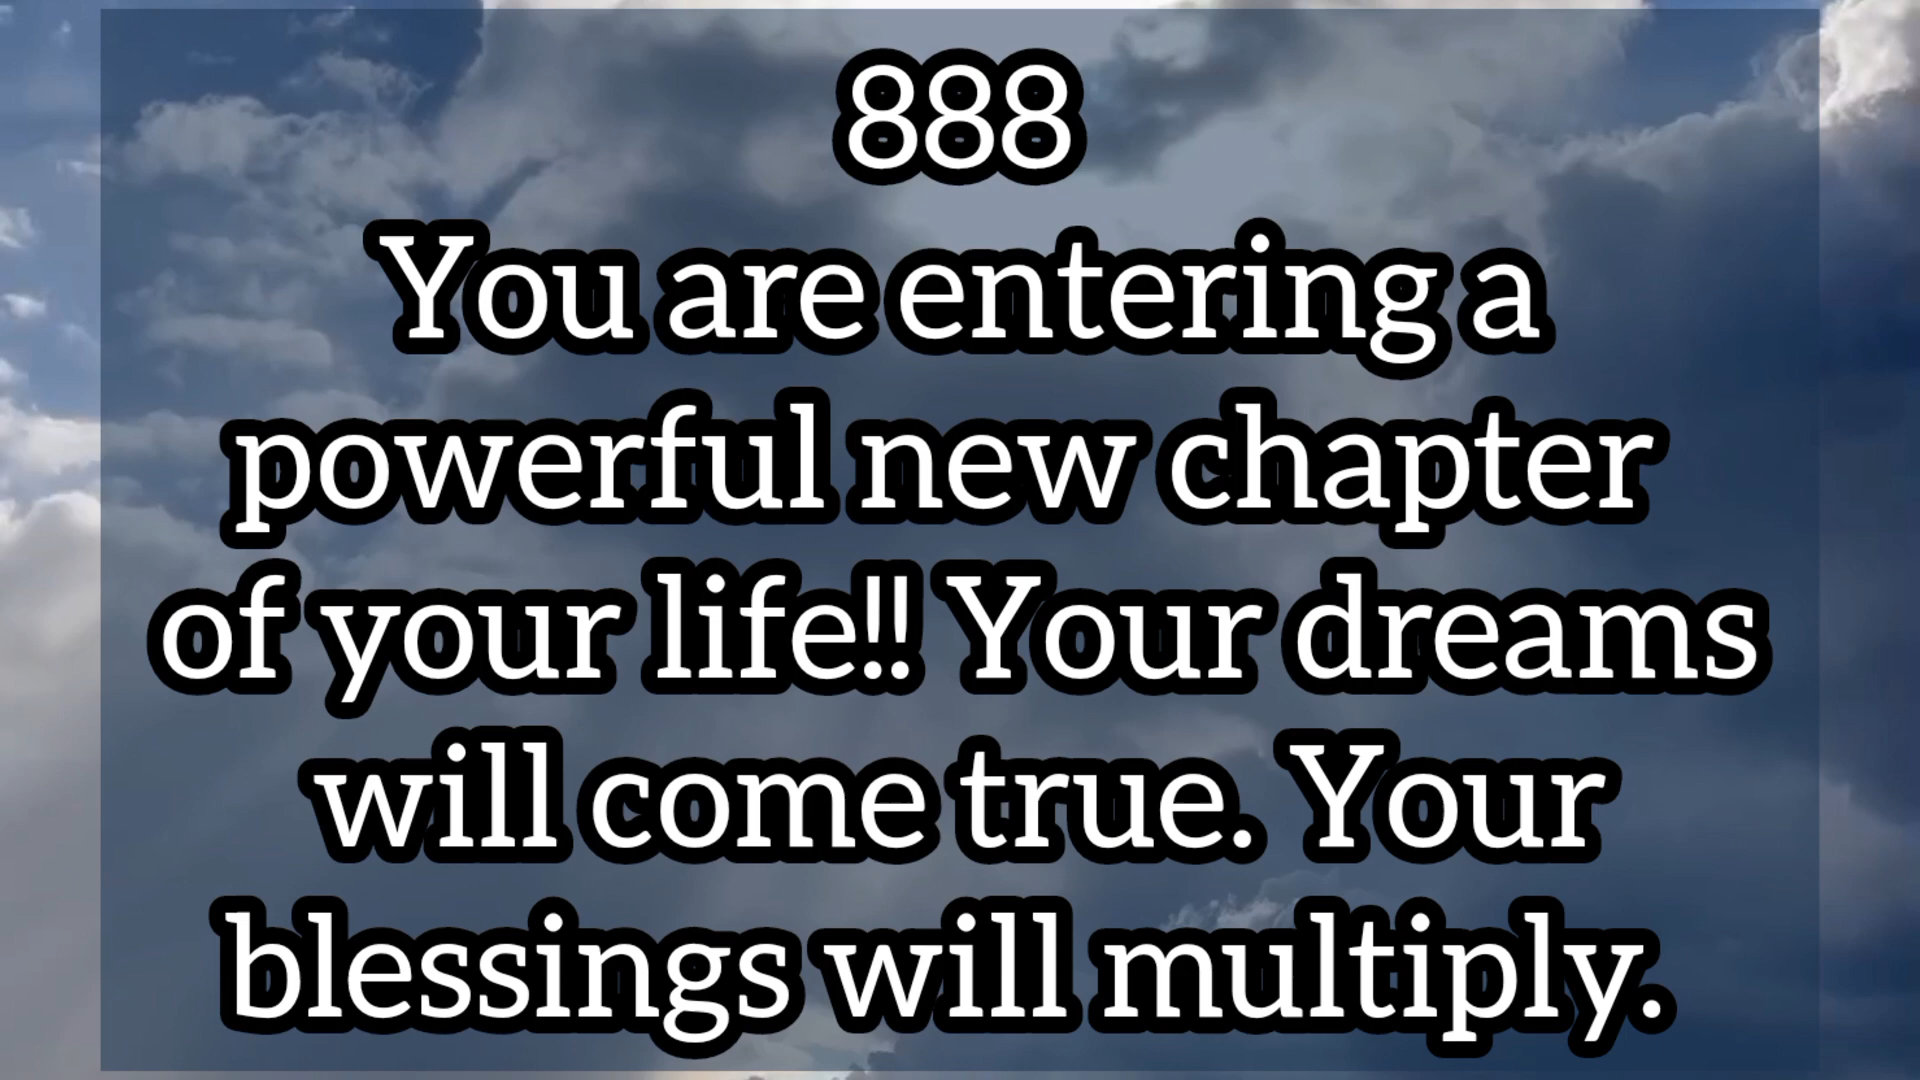 888
You are entering a
powerful new chapter
of your life!! Your dreams
will come true. Your
blessings will multiply.